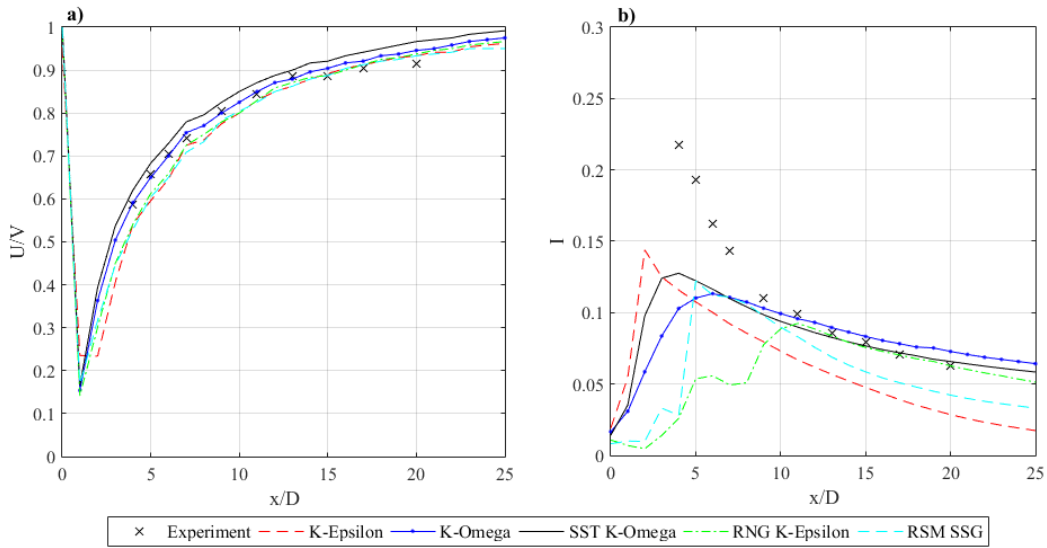 a)
1
0.9
0.8
0.7
0.6
0.5
0.4
0.3
0.2
0.1
0
U/V
0 5 10 15 20 25
x/D
b)
0.3
0.25
0.2
0.15
0.1
0.05
0
I
0 5 10 15 20 25
x/D
Experiment K-Epsilon K-Omega SST K-Omega RNG K-Epsilon RSM SSG